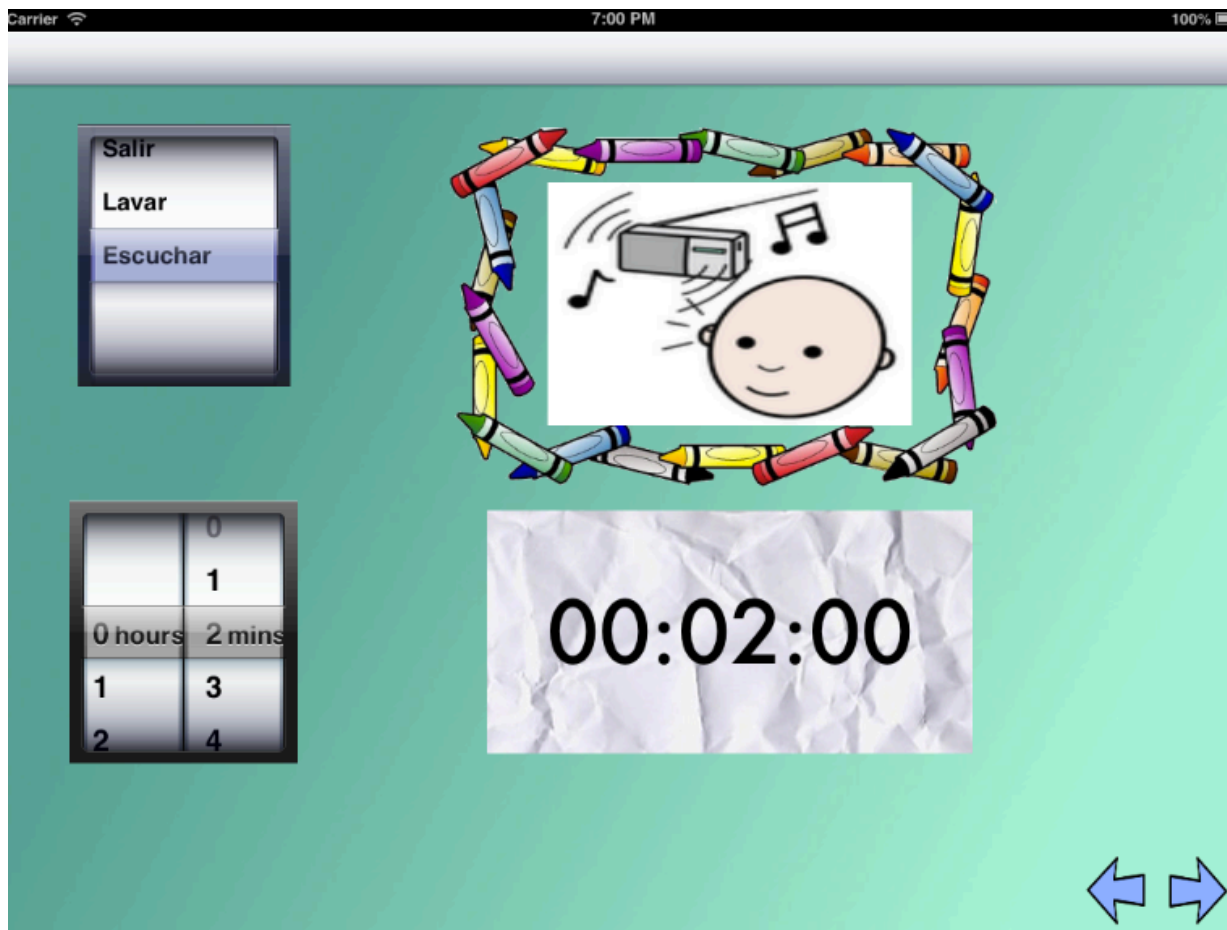 Carrier 7:00 PM 100%
Salir
Lavar
Escuchar
0
1
0 hours 2 mins
1 3
2 4
00:02:00